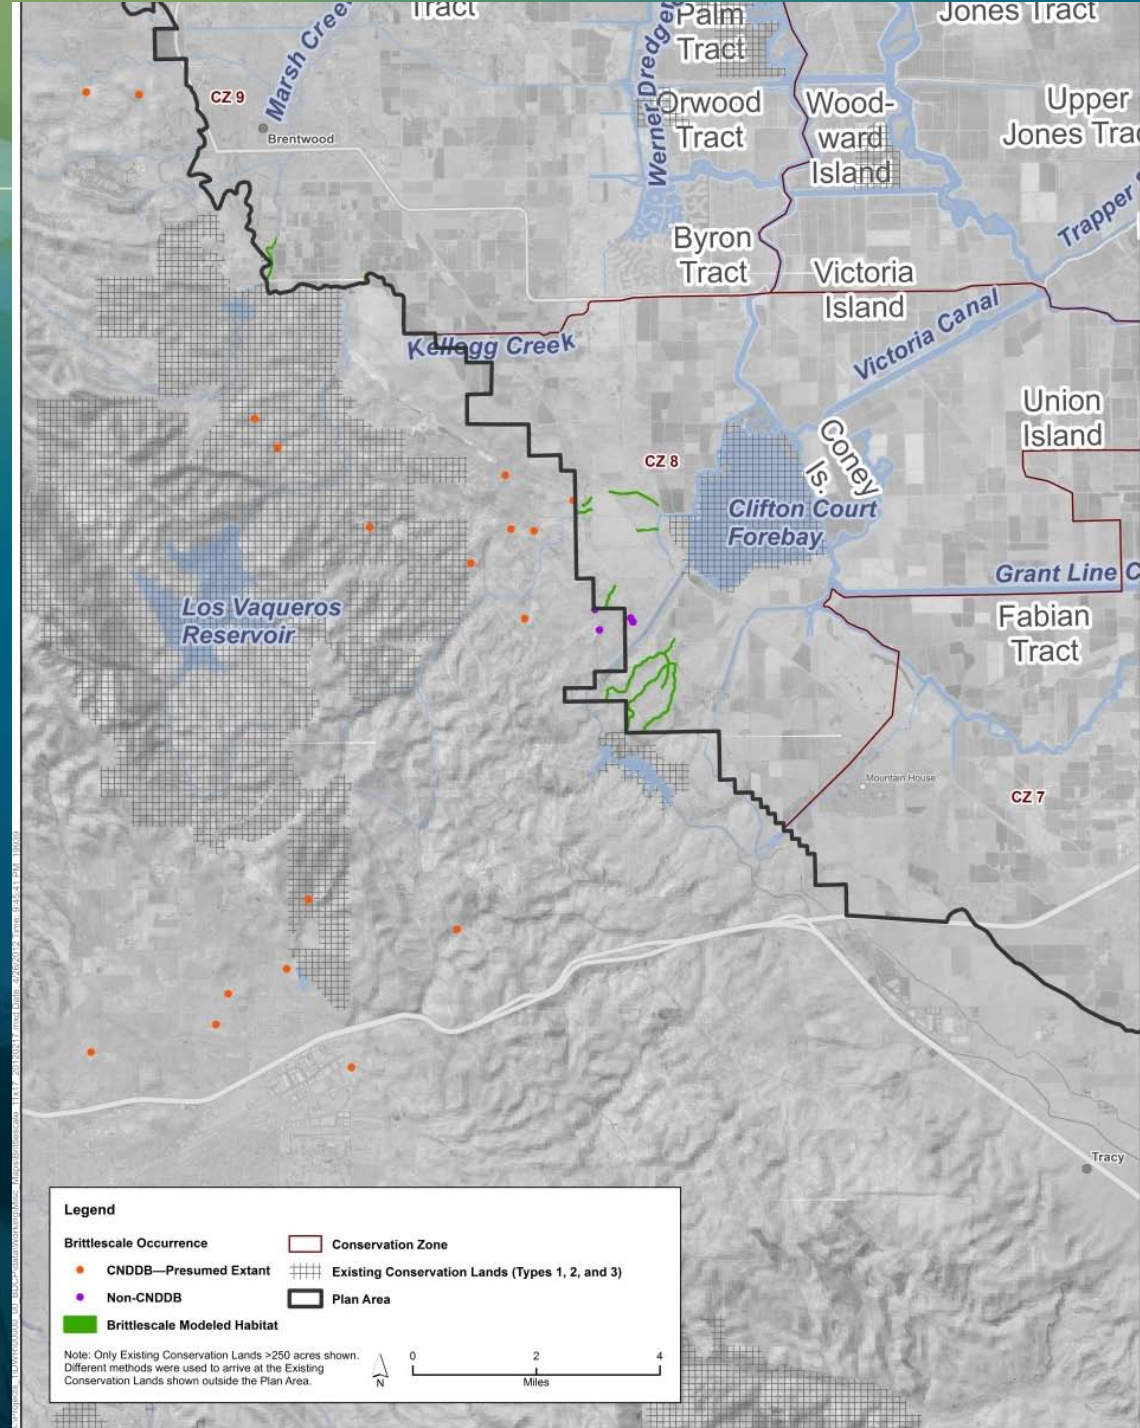 Tract
Palm
Tract
Jones Tract
Marsh Creek
Werner Dredger
CZ 9
Brentwood
Orwood
Tract
Wood-
ward
Island
Upper
Jones Trac
Trapper S
Byron
Tract
Victoria
Island
Victoria Canal
Kellogg Creek
Union
Island
Coney
Is.
CZ 8
Clifton Court
Forebay
Grant Line C
Los Vaqueros
Reservoir
Fabian
Tract
Mountain House
CZ 7
Tracy
Legend
Brittlescale Occurrence
CNDDB—Presumed Extant
Non-CNDDB
Brittlescale Modeled Habitat
Conservation Zone
Existing Conservation Lands (Types 1, 2, and 3)
Plan Area
Note: Only Existing Conservation Lands >250 acres shown.
Different methods were used to arrive at the Existing
Conservation Lands shown outside the Plan Area.
N
0 2 4
Miles